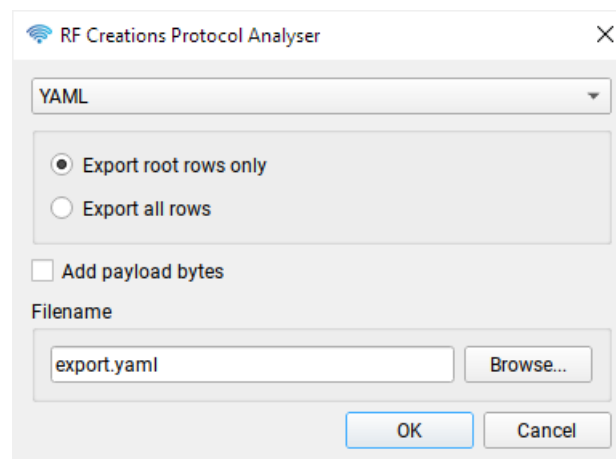 RF Creations Protocol Analyser
YAML
Export root rows only
Export all rows
Add payload bytes
Filename
export.yaml Browse...
OK Cancel